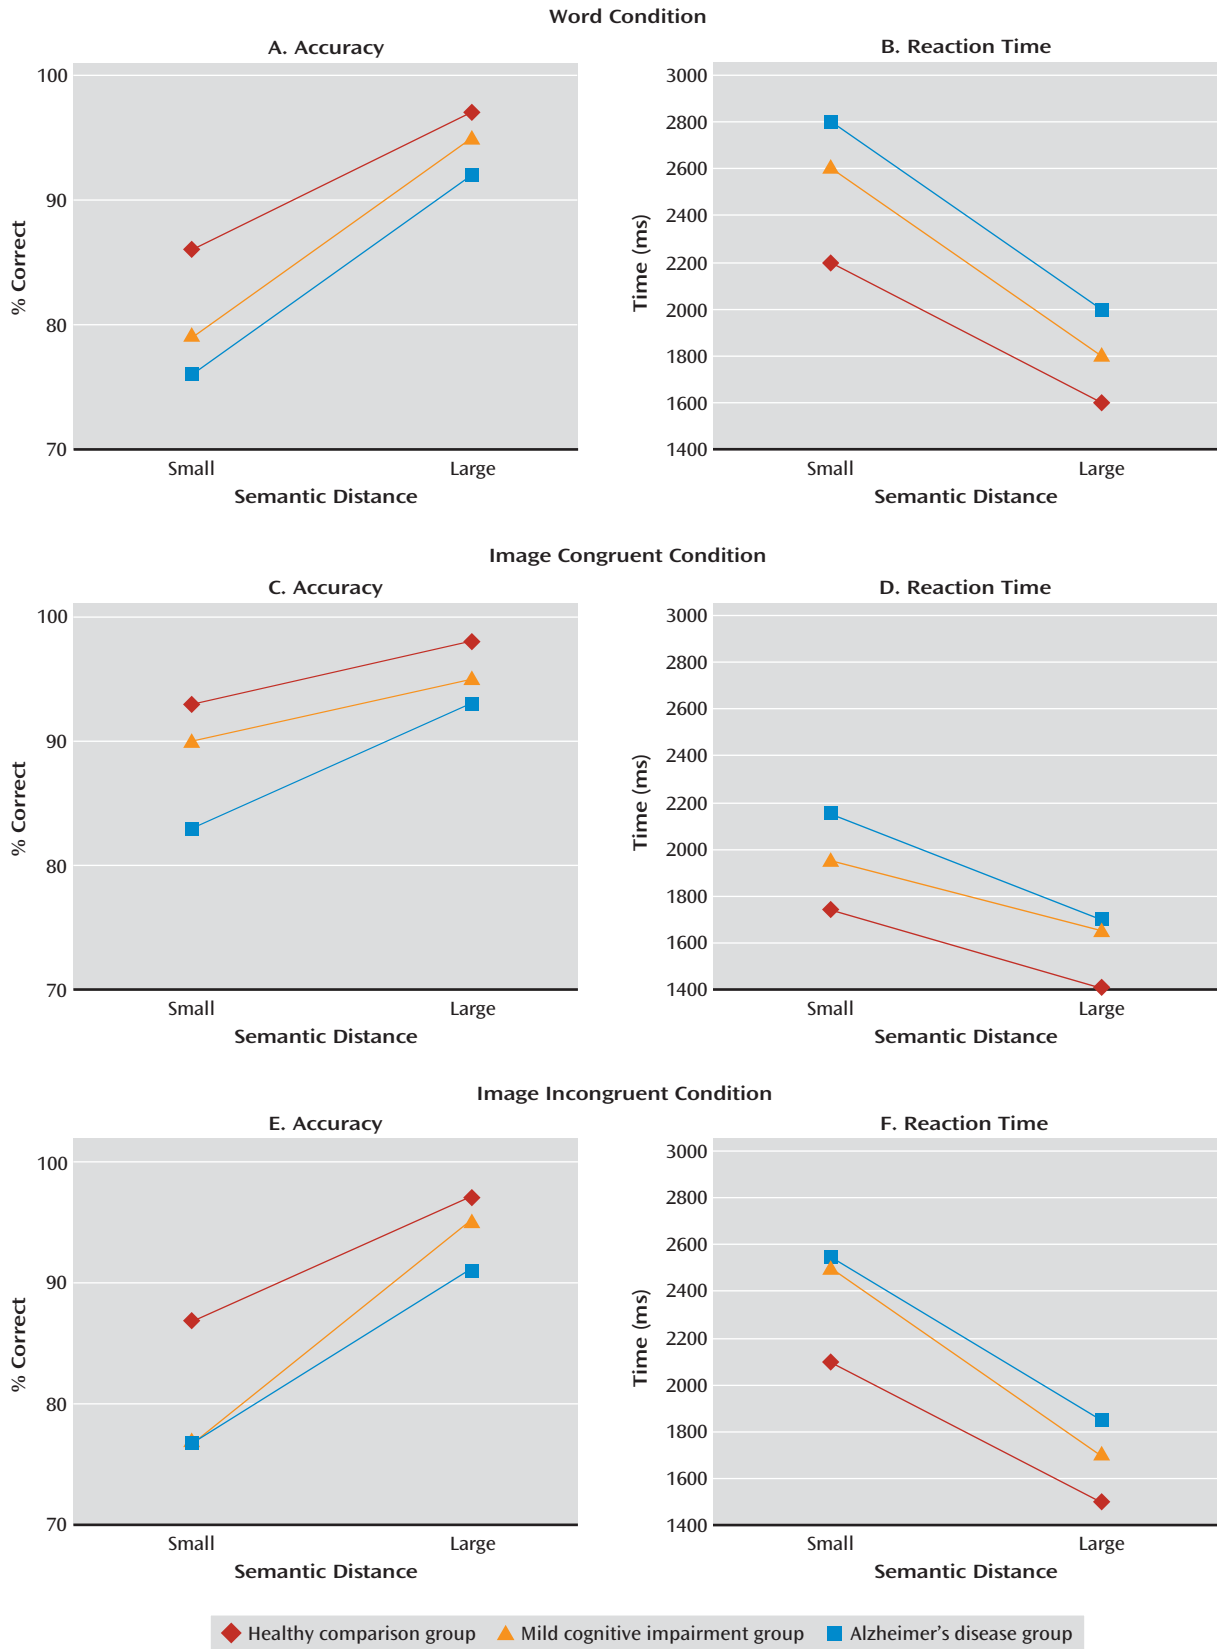 Word Condition
A. Accuracy
100
90
80
70
% Correct
Small Large
Semantic Distance
B. Reaction Time
3000
2800
2600
2400
2200
2000
1800
1600
1400
Time (ms)
Small Large
Semantic Distance
Image Congruent Condition
C. Accuracy
100
90
80
70
% Correct
Small Large
Semantic Distance
D. Reaction Time
3000
2800
2600
2400
2200
2000
1800
1600
1400
Time (ms)
Small Large
Semantic Distance
Image Incongruent Condition
E. Accuracy
100
90
80
70
% Correct
Small Large
Semantic Distance
F. Reaction Time
3000
2800
2600
2400
2200
2000
1800
1600
1400
Time (ms)
Small Large
Semantic Distance
Healthy comparison group Mild cognitive impairment group Alzheimer’s disease group